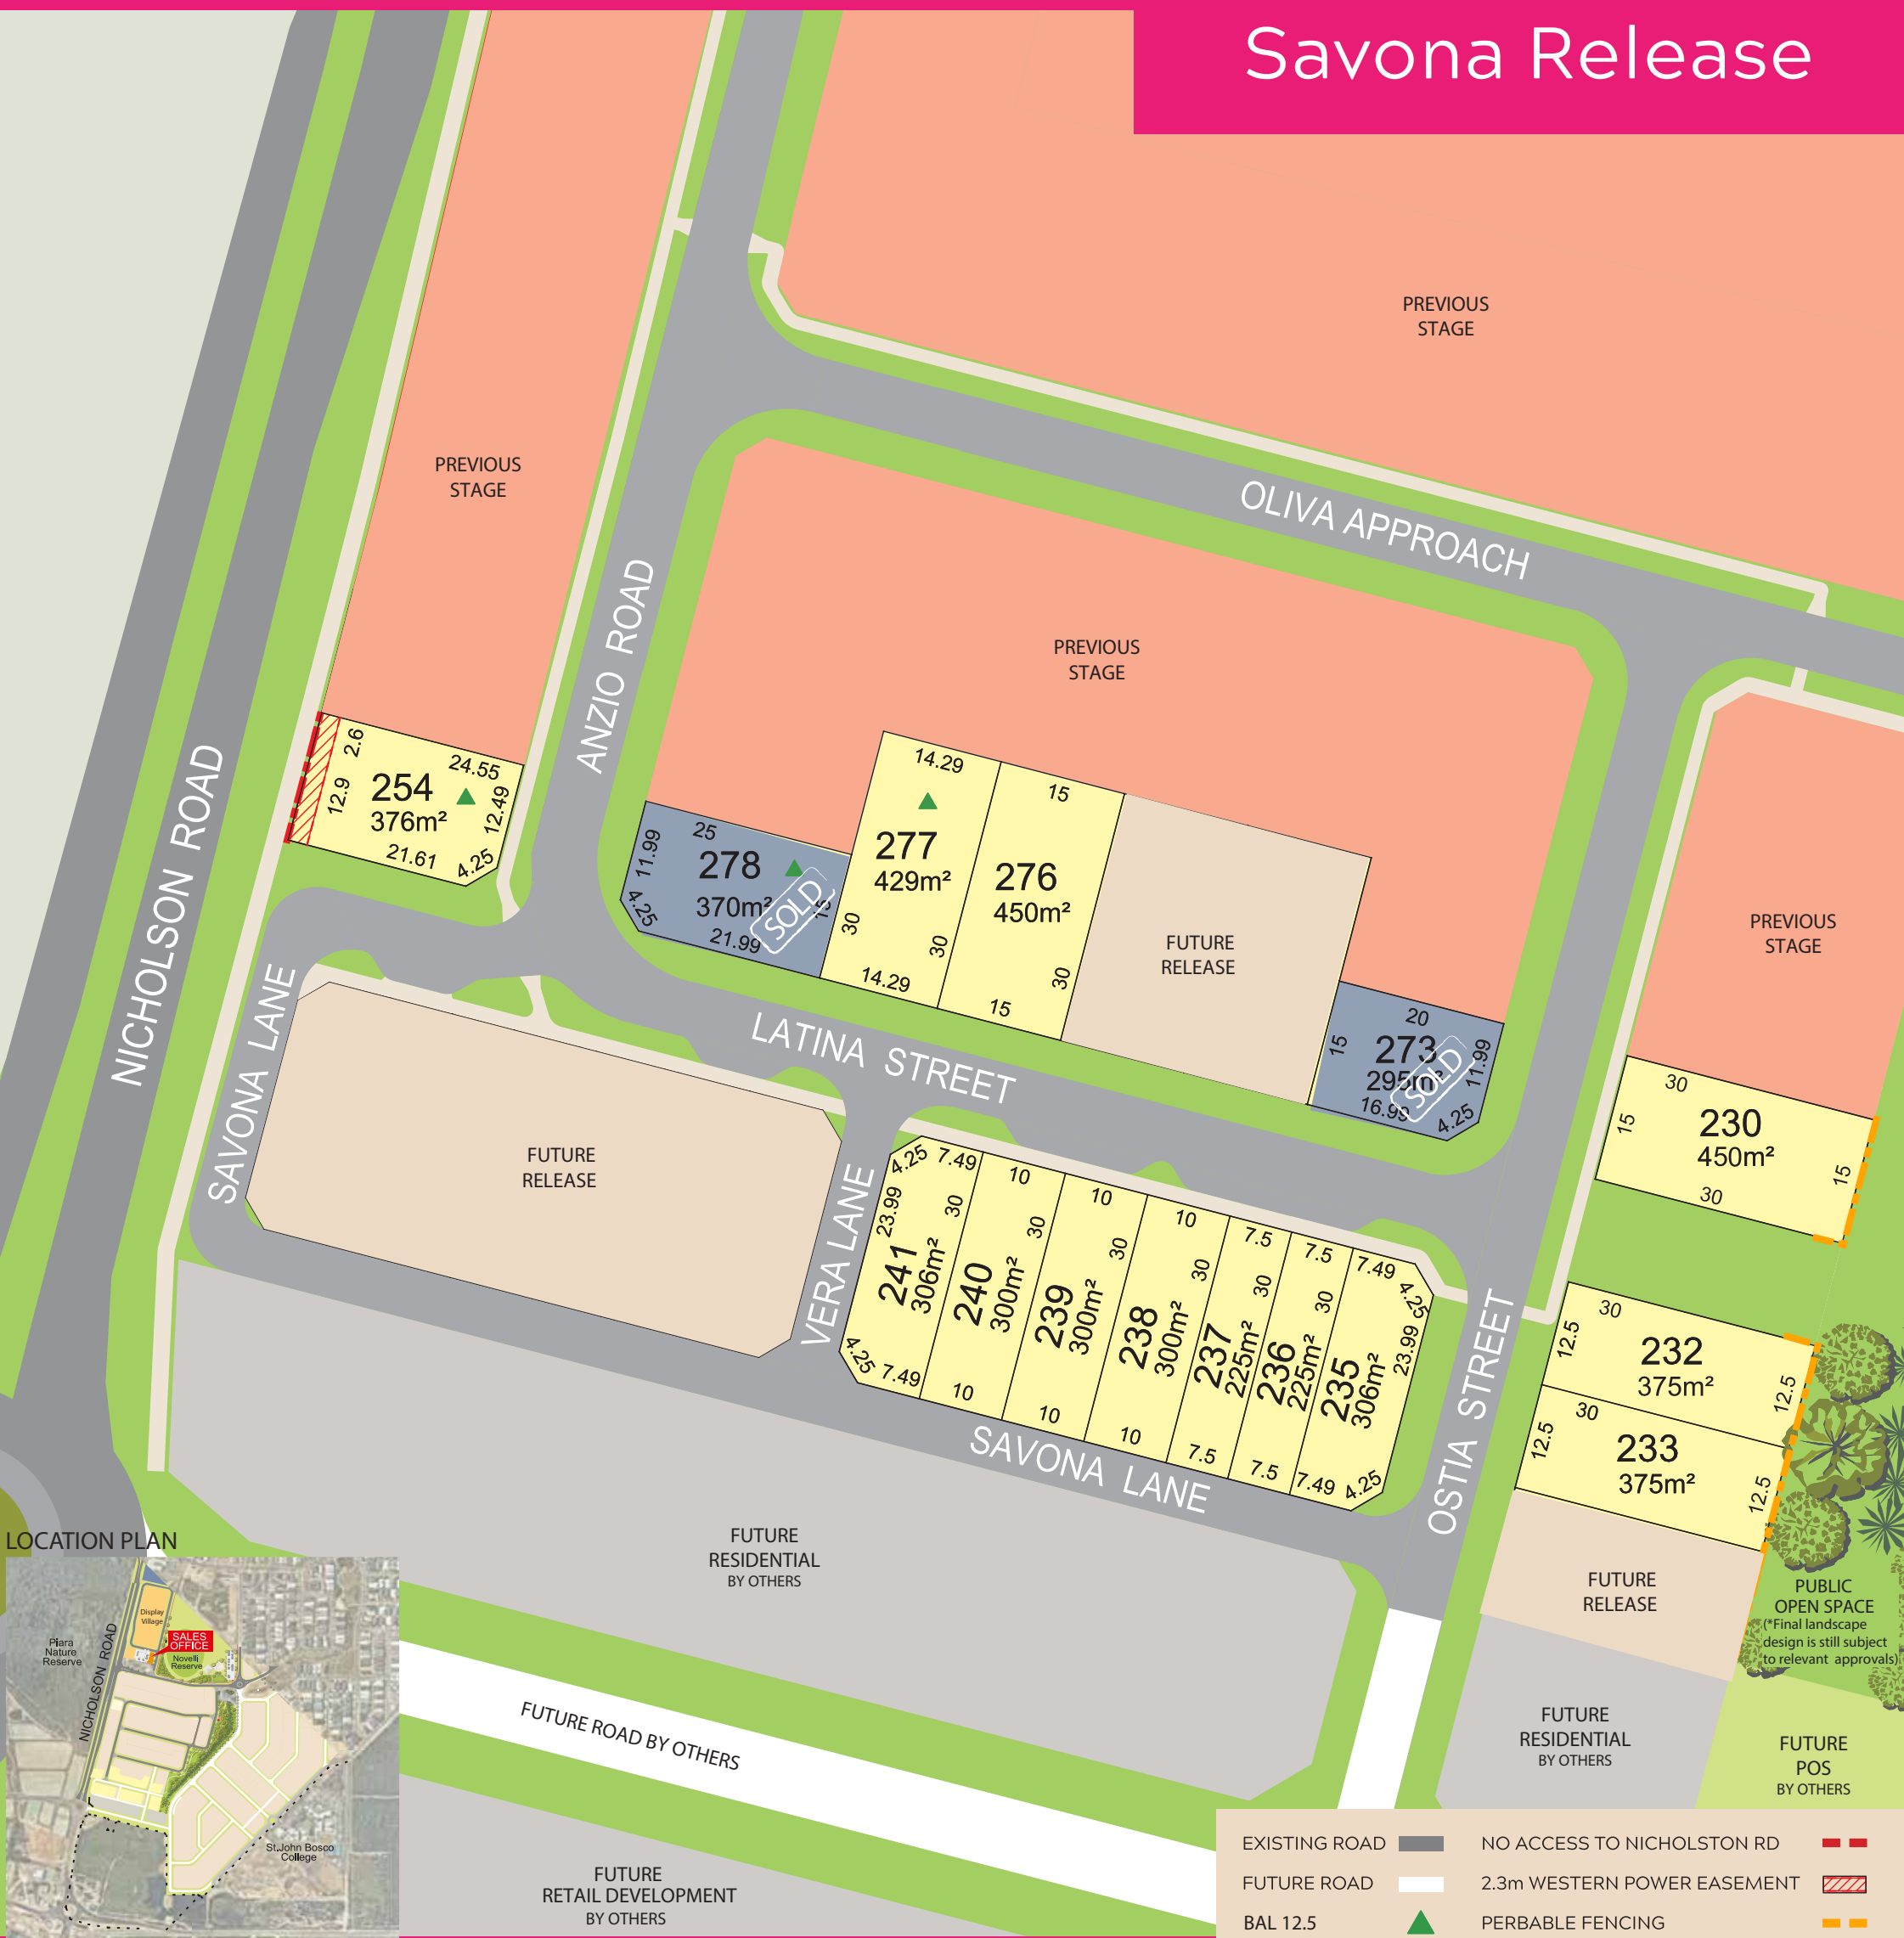 Savona Release
PREVIOUS
STAGE
PREVIOUS
STAGE
OLIVA APPROACH
PREVIOUS
STAGE
ANZIO ROAD
NICHOLSON ROAD
2.6
24.55
12.9
254
376m²
12.49
21.61
4.25
25
11.99
278
370m²
15
SOLD
4.25
21.99
14.29
277
429m²
30
14.29
15
276
450m²
30
30
15
FUTURE
RELEASE
PREVIOUS
STAGE
20
15
273
295m²
11.99
SOLD
16.99
4.25
LATINA STREET
SAVONA LANE
FUTURE
RELEASE
VERA LANE
30
15
230
450m²
15
30
4.25
7.49
23.99
30
241
306m²
4.25
7.49
10
30
240
300m²
10
10
30
239
300m²
10
10
30
238
300m²
10
7.5
30
237
225m²
7.5
7.5
30
236
225m²
7.5
7.49
4.25
23.99
235
306m²
7.49
4.25
SAVONA LANE
OSTIA STREET
30
12.5
232
375m²
12.5
30
12.5
233
375m²
12.5
FUTURE
RELEASE
PUBLIC
OPEN SPACE
(*Final landscape
design is still subject
to relevant approvals)
FUTURE
RESIDENTIAL
BY OTHERS
FUTURE
RESIDENTIAL
BY OTHERS
FUTURE
POS
BY OTHERS
FUTURE ROAD BY OTHERS
FUTURE
RETAIL DEVELOPMENT
BY OTHERS
LOCATION PLAN
Display
Village
SALES
OFFICE
Piara
Nature
Reserve
Novelli
Reserve
NICHOLSON ROAD
St.John Bosco
College
EXISTING ROAD
NO ACCESS TO NICHOLSTON RD
FUTURE ROAD
2.3m WESTERN POWER EASEMENT
BAL 12.5
PERBABLE FENCING